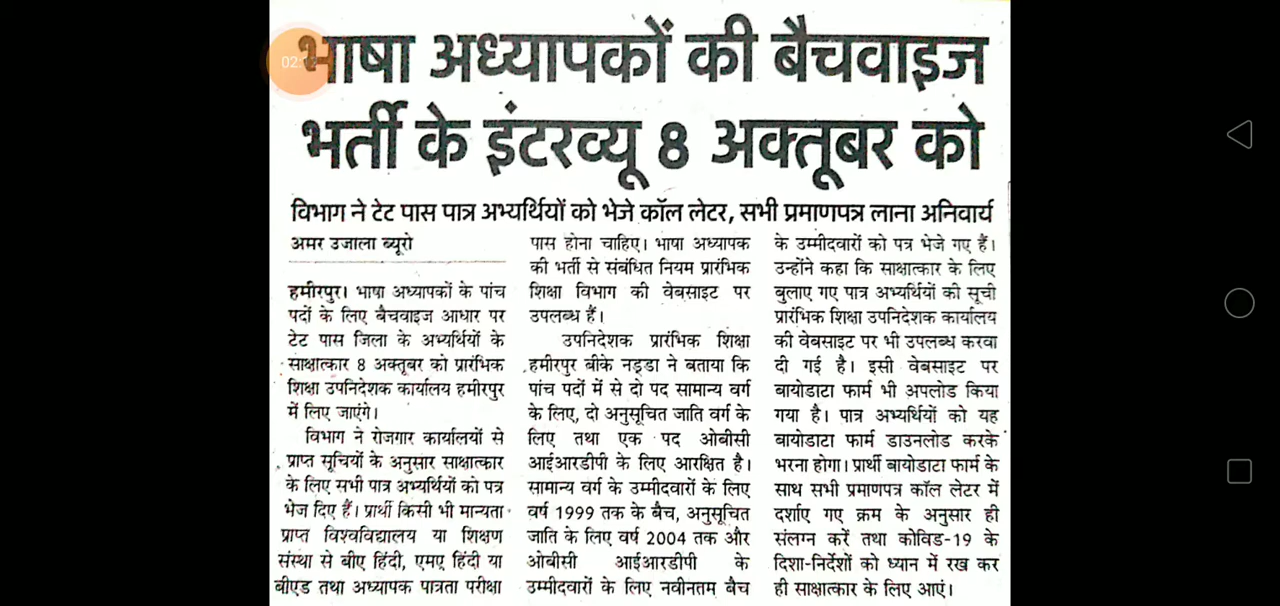 भाषा अध्यापकों की बैचवाइज
भर्ती के इंटरव्यू 8 अक्तूबर को
विभाग ने टेट पास पात्र अभ्यर्थियों को भेजे कॉल लेटर, सभी प्रमाणपत्र लाना अनिवार्य
अमर उजाला ब्यूरो
हमीरपुर। भाषा अध्यापकों के पांच
पदों के लिए बैचवाइज आधार पर
टेट पास जिला के अभ्यर्थियों के
साक्षात्कार 8 अक्तूबर को प्रारंभिक
शिक्षा उपनिदेशक कार्यालय हमीरपुर
में लिए जाएंगे।
विभाग ने रोजगार कार्यालयों से
प्राप्त सूचियों के अनुसार साक्षात्कार
के लिए सभी पात्र अभ्यर्थियों को पत्र
भेज दिए हैं। प्रार्थी किसी भी मान्यता
प्राप्त विश्वविद्यालय या शिक्षण
संस्था से बीए हिंदी, एमए हिंदी या
बीएड तथा अध्यापक पात्रता परीक्षा
पास होना चाहिए। भाषा अध्यापक
की भर्ती से संबंधित नियम प्रारंभिक
शिक्षा विभाग की वेबसाइट पर
उपलब्ध हैं।
उपनिदेशक प्रारंभिक शिक्षा
हमीरपुर बीके नड्डा ने बताया कि
पांच पदों में से दो पद सामान्य वर्ग
के लिए, दो अनुसूचित जाति वर्ग के
लिए तथा एक पद ओबीसी
आईआरडीपी के लिए आरक्षित है।
सामान्य वर्ग के उम्मीदवारों के लिए
वर्ष 1999 तक के बैच, अनुसूचित
जाति के लिए वर्ष 2004 तक और
ओबीसी आईआरडीपी के
उम्मीदवारों के लिए नवीनतम बैच
के उम्मीदवारों को पत्र भेजे गए हैं।
उन्होंने कहा कि साक्षात्कार के लिए
बुलाए गए पात्र अभ्यर्थियों की सूची
प्रारंभिक शिक्षा उपनिदेशक कार्यालय
की वेबसाइट पर भी उपलब्ध करवा
दी गई है। इसी वेबसाइट पर
बायोडाटा फार्म भी अपलोड किया
गया है। पात्र अभ्यर्थियों को यह
बायोडाटा फार्म डाउनलोड करके
भरना होगा। प्रार्थी बायोडाटा फार्म के
साथ सभी प्रमाणपत्र कॉल लेटर में
दर्शाए गए क्रम के अनुसार ही
संलग्न करें तथा कोविड-19 के
दिशा-निर्देशों को ध्यान में रख कर
ही साक्षात्कार के लिए आएं।